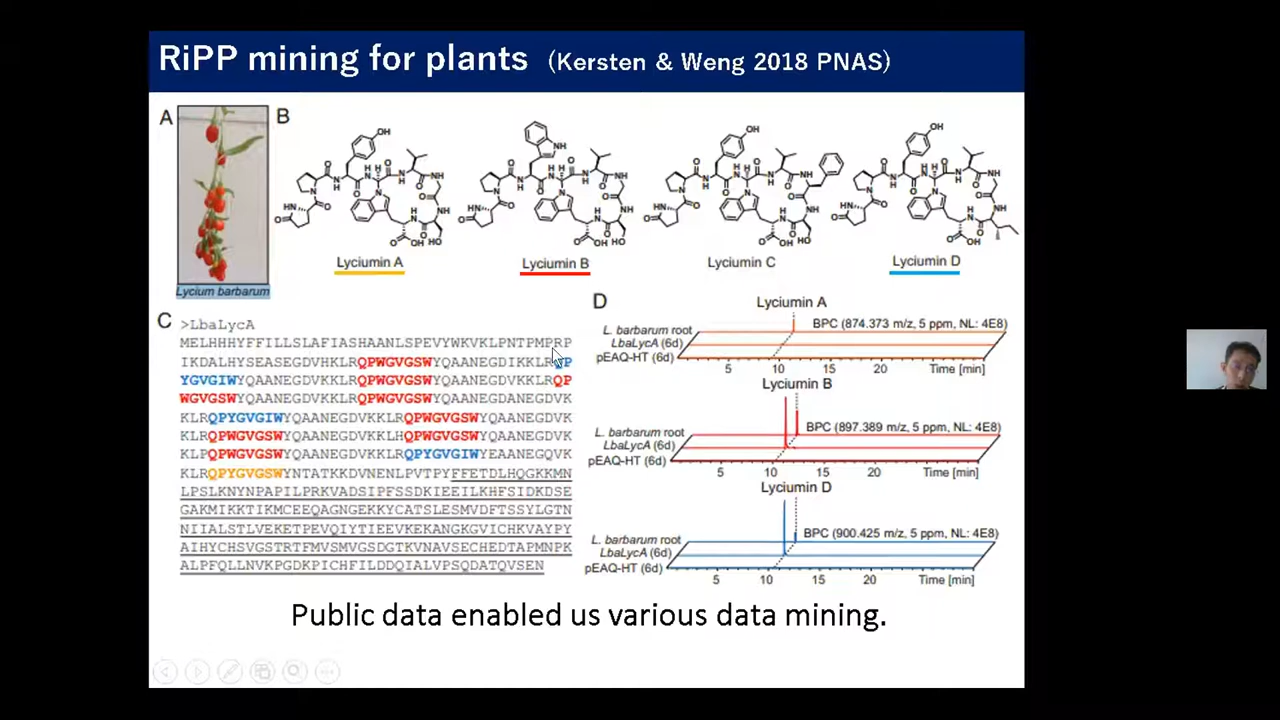 RiPP mining for plants (Kersten & Weng 2018 PNAS)
A
B
Lycium barbarum
Lyciumin A
Lyciumin B
Lyciumin C
Lyciumin D
C
>LbaLycA
MELHHHYFFILLSLAFIASHAANLSPEVYWKVKLPNTPMPRP
IKDALHYSEASEGDVHKLRQPWGVGSWYQAANEGDIKKLRQP
YGVGIWYQAANEGDVKKLRQPWGVGSWYQAANEGDVKKLRQP
WGVGSWYQAANEGDVKKLRQPWGVGSWYQAANEGDANEGDVK
KLRQPYGVGIWYQAANEGDVKKLRQPWGVGSWYQAANEGDVK
KLRQPWGVGSWYQAANEGDVKKLHQPWGVGSWYQAANEGDVK
KLPQPWGVGSWYQAANEGDVKKLRQPYGVGIWYEAANEGQVK
KLRQPYGVGSWYNTATKKDVNENLPVTPYFFETDLHQGKKMN
LPSLKNYNPAPILPRKVADSIPFSSDKIEEILKHFSIDKDSE
GAKMIKKTIKMCEEQAGNGEKKYCATSLESMVDFTSSYLGTN
NIIALSTLVEKETPEVQIYTIEEVKEKANGKGVICHKVAYPY
AIHYCHSVGSTRTFMVSMVGSDGTKVNAVSECHEDTAPMNPK
ALPFQLLNVKPGDKPICHFILDDQIALVPSQDATQVSEN
D
Lyciumin A
L. barbarum root
LbaLycA (6d)
pEAQ-HT (6d)
BPC (874.373 m/z, 5 ppm, NL: 4E8)
5 10 15 20 Time [min]
Lyciumin B
L. barbarum root
LbaLycA (6d)
pEAQ-HT (6d)
BPC (897.389 m/z, 5 ppm, NL: 4E8)
5 10 15 20 Time [min]
Lyciumin D
L. barbarum root
LbaLycA (6d)
pEAQ-HT (6d)
BPC (900.425 m/z, 5 ppm, NL: 4E8)
5 10 15 20 Time [min]
Public data enabled us various data mining.